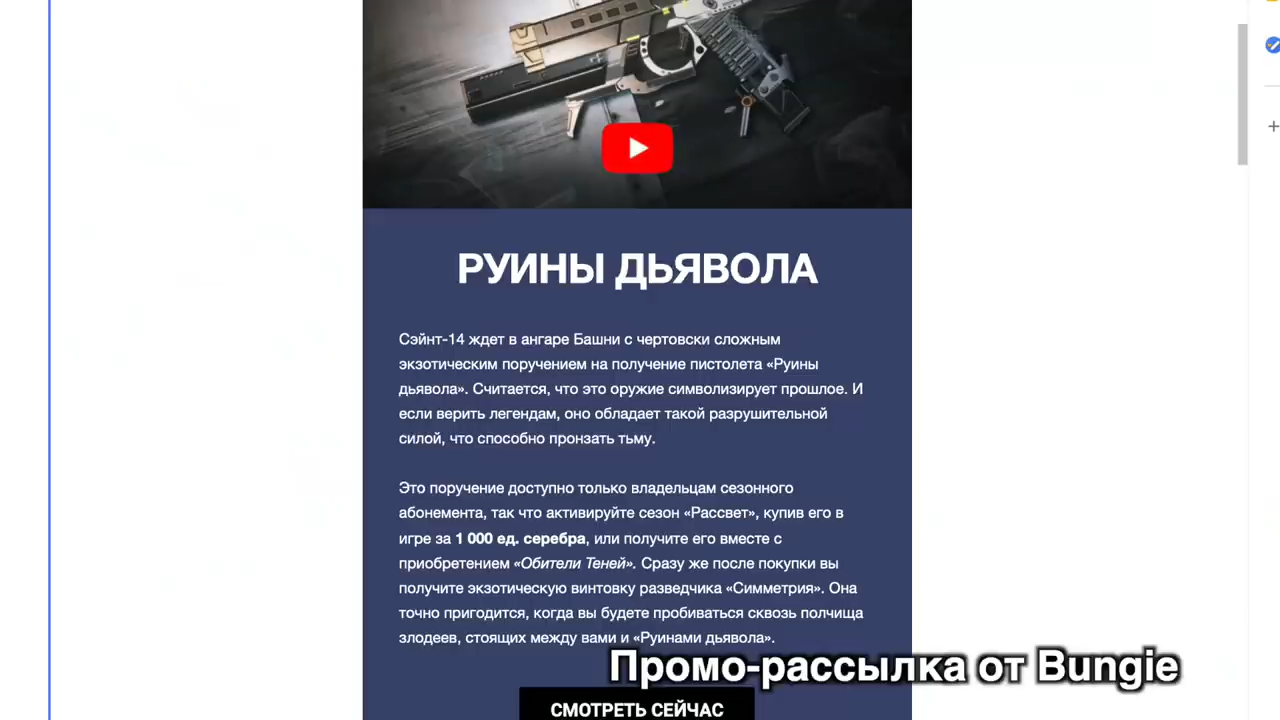 РУИНЫ ДЬЯВОЛА
Сэйнт-14 ждет в ангаре Башни с чертовски сложным
экзотическим поручением на получение пистолета «Руины
дьявола». Считается, что это оружие символизирует прошлое. И
если верить легендам, оно обладает такой разрушительной
силой, что способно пронзать тьму.
Это поручение доступно только владельцам сезонного
абонемента, так что активируйте сезон «Рассвет», купив его в
игре за 1 000 ед. серебра, или получите его вместе с
приобретением «Обители Теней». Сразу же после покупки вы
получите экзотическую винтовку разведчика «Симметрия». Она
точно пригодится, когда вы будете пробиваться сквозь полчища
злодеев, стоящих между вами и «Руинами дьявола».
Промо-рассылка от Bungie
СМОТРЕТЬ СЕЙЧАС